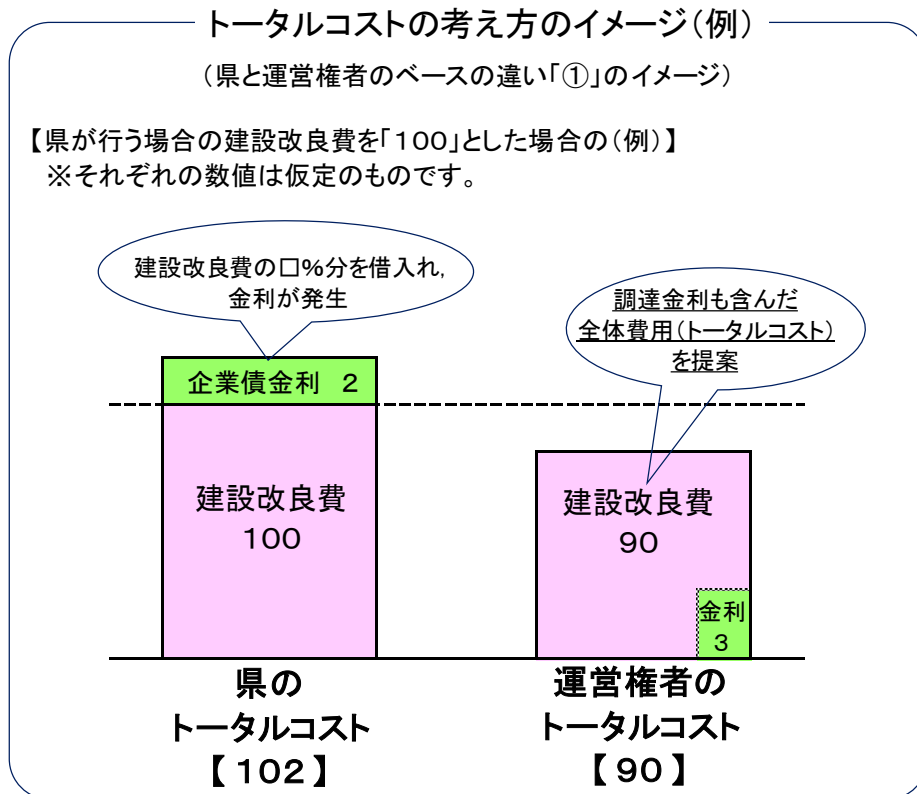 トータルコストの考え方のイメージ（例）
（県と運営権者のベースの違い「①」のイメージ）
【県が行う場合の建設改良費を「１００」とした場合の（例）】
※それぞれの数値は仮定のものです。
建設改良費の□％分を借入れ，
金利が発生
調達金利も含んだ
全体費用（トータルコスト）
を提案
企業債金利　２
建設改良費
１００
建設改良費
９０
金利
３
県の
トータルコスト
【１０２】
運営権者の
トータルコスト
【９０】